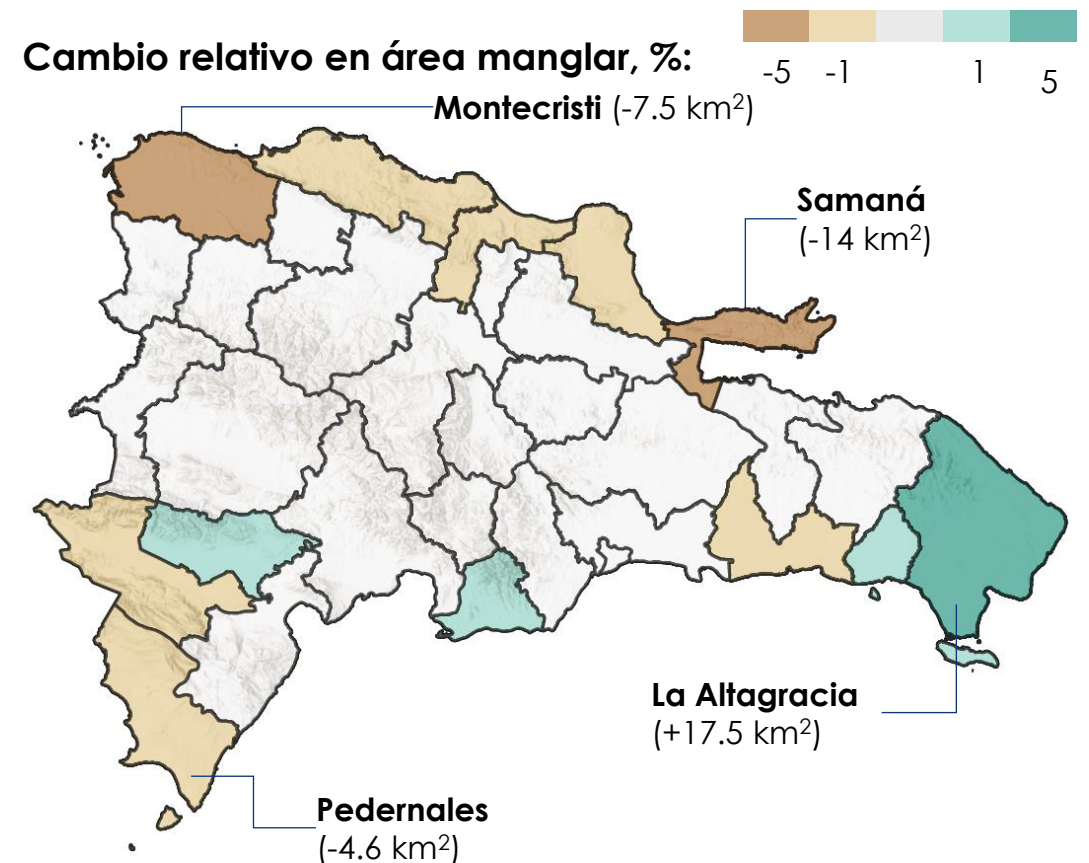 Cambio relativo en área manglar, %:
-5 -1 1 5
Montecristi (-7.5 km²)
Samaná
(-14 km²)
La Altagracia
(+17.5 km²)
Pedernales
(-4.6 km²)